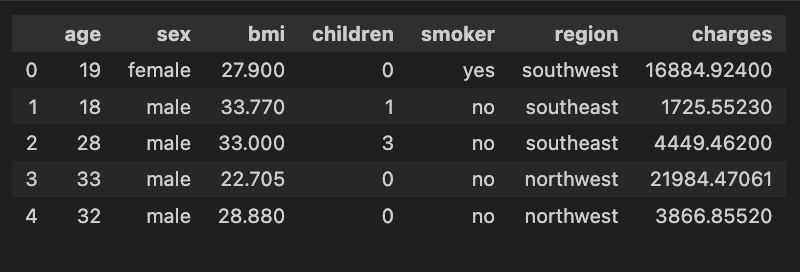 age sex bmi children smoker region charges
0 19 female 27.900 0 yes southwest 16884.92400
1 18 male 33.770 1 no southeast 1725.55230
2 28 male 33.000 3 no southeast 4449.46200
3 33 male 22.705 0 no northwest 21984.47061
4 32 male 28.880 0 no northwest 3866.85520